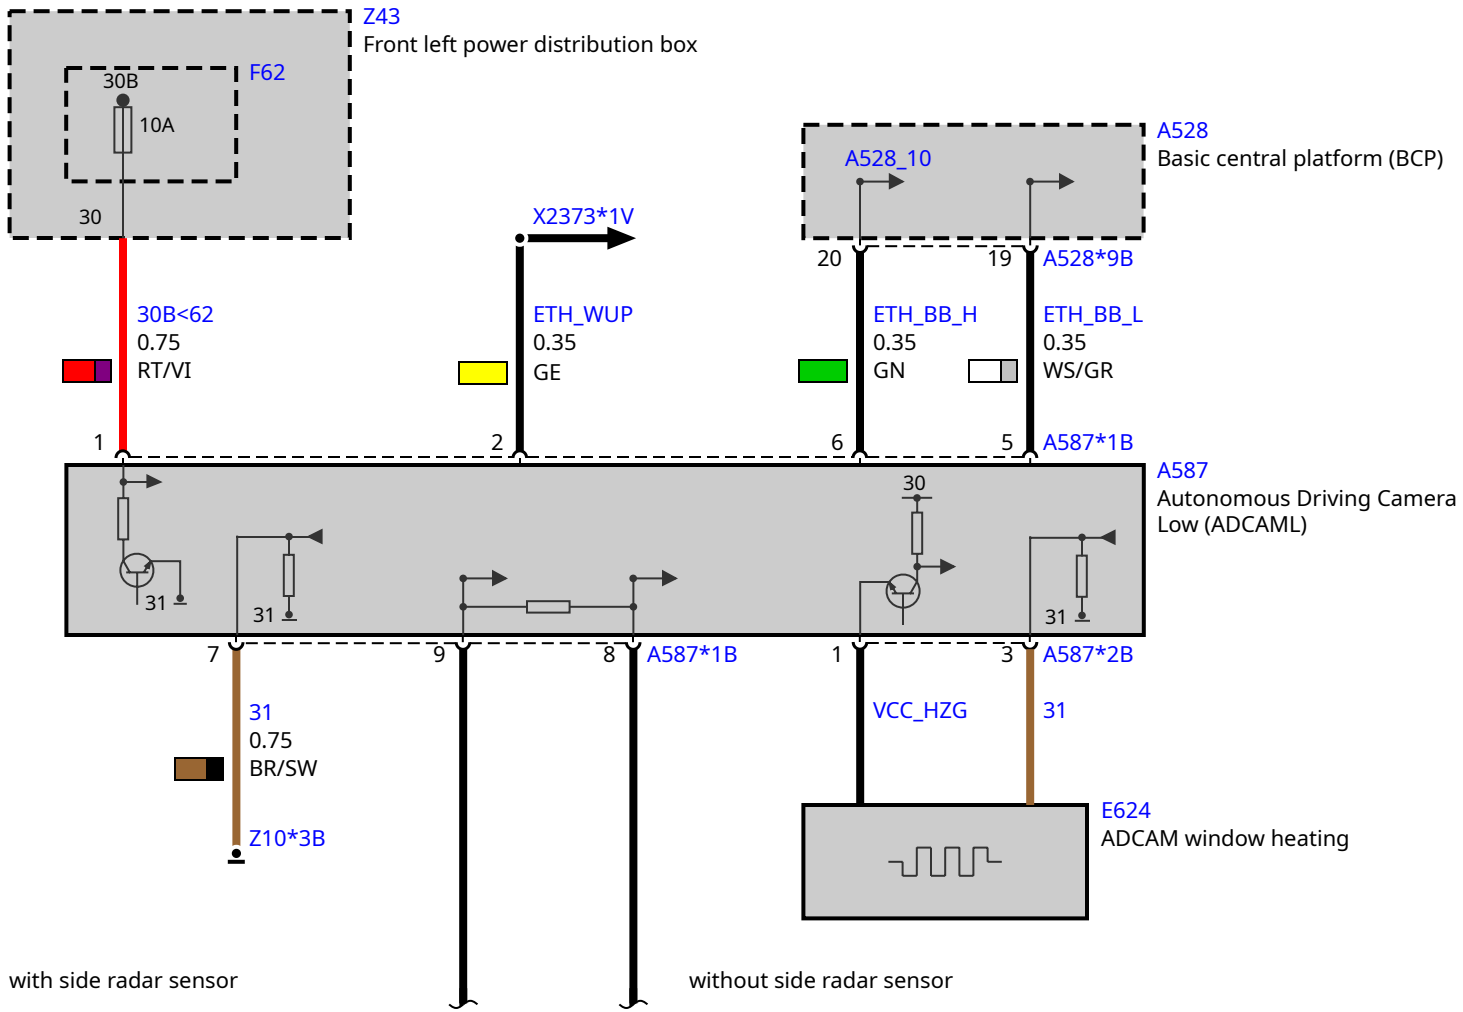 Z43
Front left power distribution box
F62
30B
10A
30
A528
Basic central platform (BCP)
A528_10
X2373*1V
20
19
A528*9B
30B<62
0.75
RT/VI
ETH_WUP
0.35
GE
ETH_BB_H
0.35
GN
ETH_BB_L
0.35
WS/GR
1
2
6
5
A587*1B
A587
Autonomous Driving Camera
Low (ADCAML)
30
31
31
31
7
9
8
A587*1B
1
3
A587*2B
31
0.75
BR/SW
VCC_HZG
31
Z10*3B
E624
ADCAM window heating
with side radar sensor
without side radar sensor